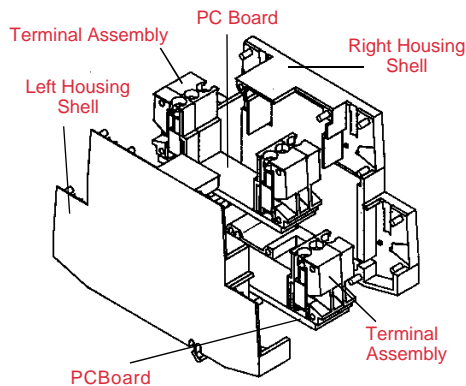 PC Board
Terminal Assembly
Right Housing
Shell
Left Housing
Shell
Terminal
Assembly
PCBoard